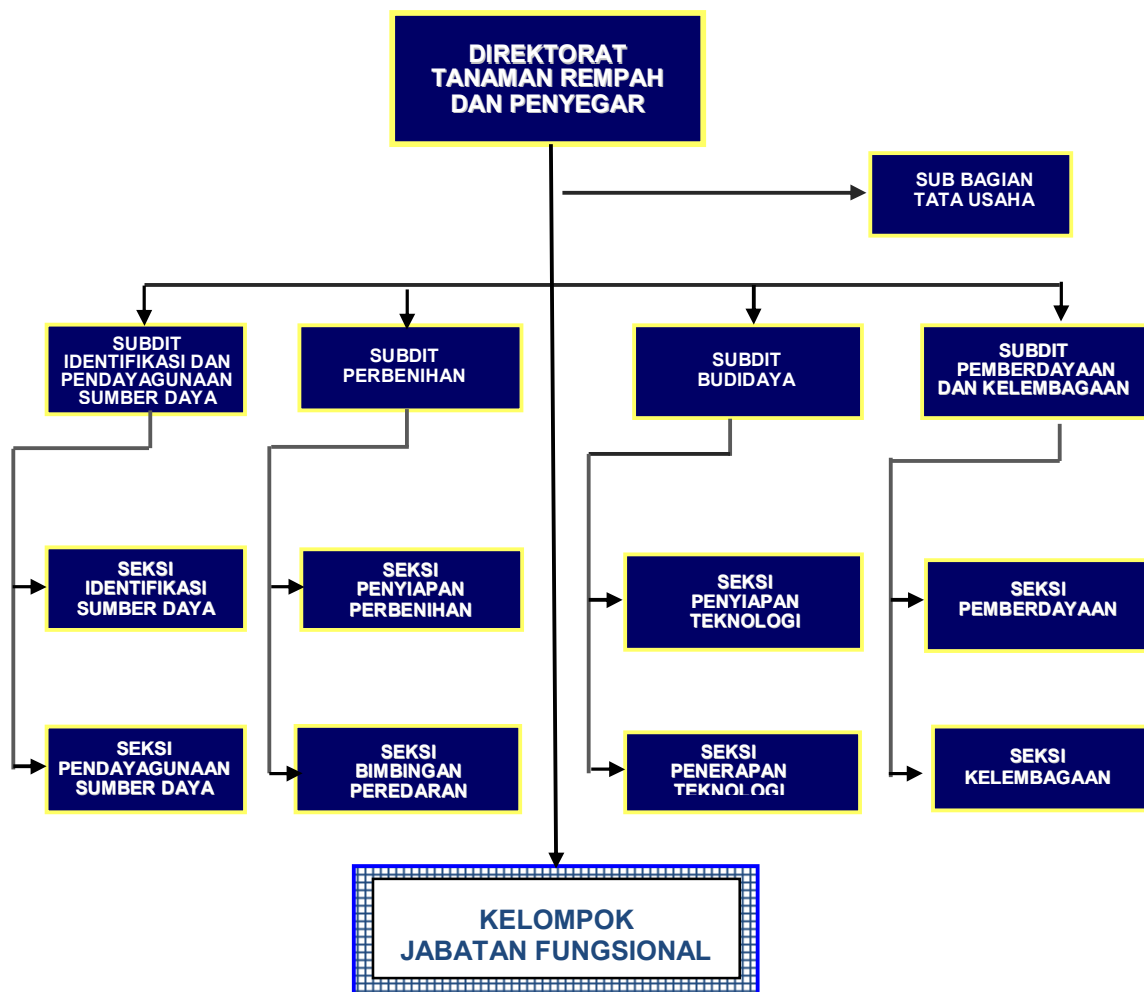 DIREKTORAT
TANAMAN REMPAH
DAN PENYEGAR
SUB BAGIAN
TATA USAHA
SUBDIT
IDENTIFIKASI DAN
PENDAYAGUNAAN
SUMBER DAYA
SUBDIT
PERBENIHAN
SUBDIT
BUDIDAYA
SUBDIT
PEMBERDAYAAN
DAN KELEMBAGAAN
SEKSI
IDENTIFIKASI
SUMBER DAYA
SEKSI
PENYIAPAN
PERBENIHAN
SEKSI
PENYIAPAN
TEKNOLOGI
SEKSI
PEMBERDAYAAN
SEKSI
PENDAYAGUNAAN
SUMBER DAYA
SEKSI
BIMBINGAN
PEREDARAN
SEKSI
PENERAPAN
TEKNOLOGI
SEKSI
KELEMBAGAAN
KELOMPOK
JABATAN FUNGSIONAL